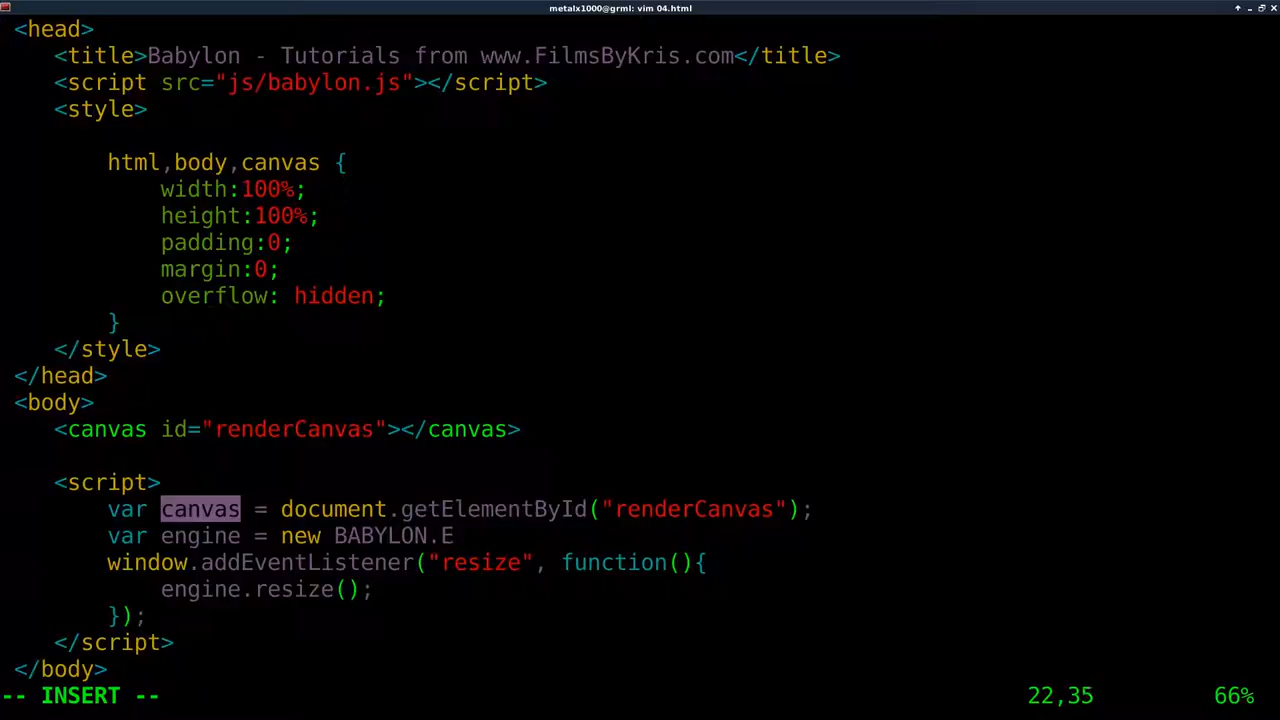 metalx1000@grml: vim 04.html
<head>
<title>Babylon - Tutorials from www.FilmsByKris.com</title>
<script src="js/babylon.js"></script>
<style>
html,body,canvas {
width:100%;
height:100%;
padding:0;
margin:0;
overflow: hidden;
}
</style>
</head>
<body>
<canvas id="renderCanvas"></canvas>
<script>
var canvas = document.getElementById("renderCanvas");
var engine = new BABYLON.E
window.addEventListener("resize", function(){
engine.resize();
});
</script>
</body>
-- INSERT -- 22,35 66%